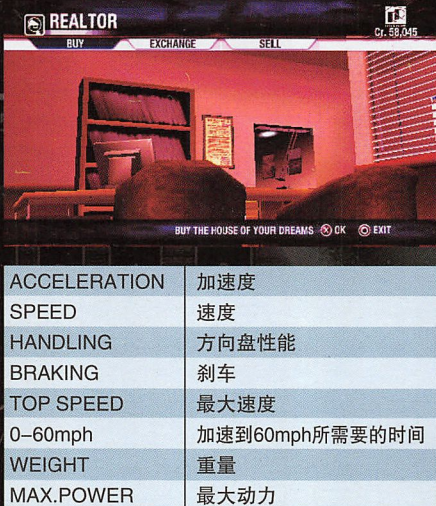 REALTOR
Cr. 58,045
BUY EXCHANGE SELL
BUY THE HOUSE OF YOUR DREAMS OK EXIT
ACCELERATION 加速度
SPEED 速度
HANDLING 方向盘性能
BRAKING 刹车
TOP SPEED 最大速度
0–60mph 加速到60mph所需要的时间
WEIGHT 重量
MAX.POWER 最大动力